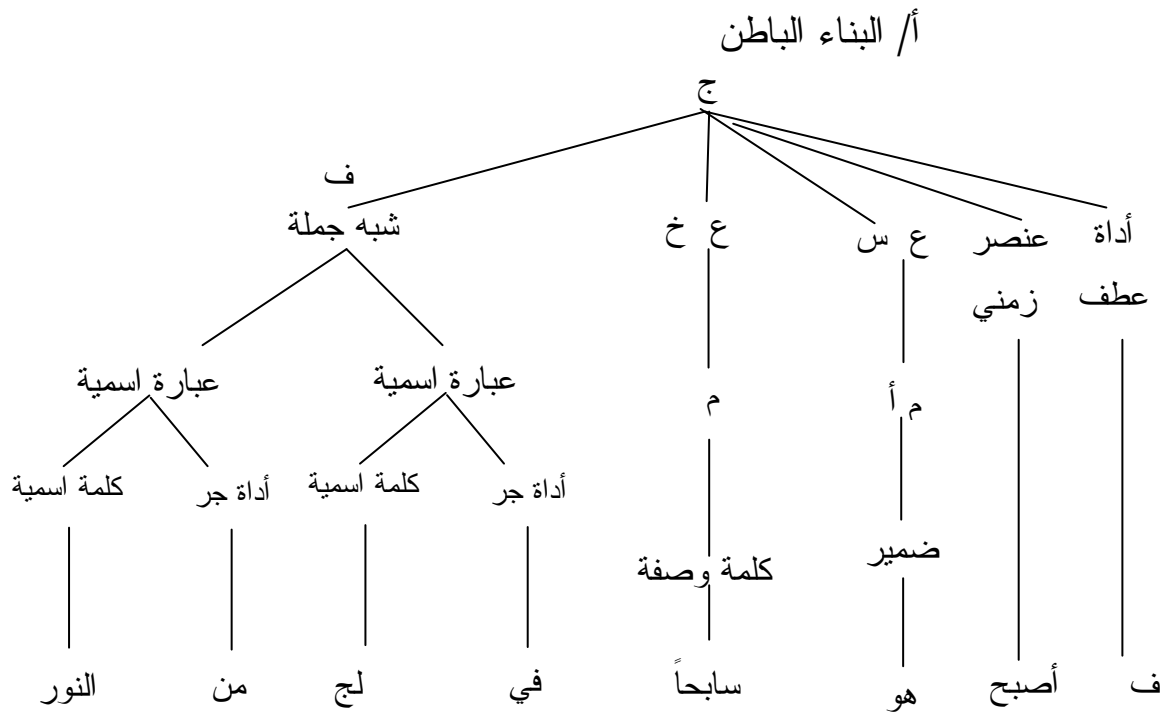 أ/ البناء الباطن
ج
ف
أداة عنصر ع س ع خ شبه جملة
عطف زمني
عبارة اسمية عبارة اسمية
م أ م
أداة جر كلمة اسمية أداة جر كلمة اسمية
ضمير كلمة وصفة
ف أصبح هو سابحاً في لج من النور